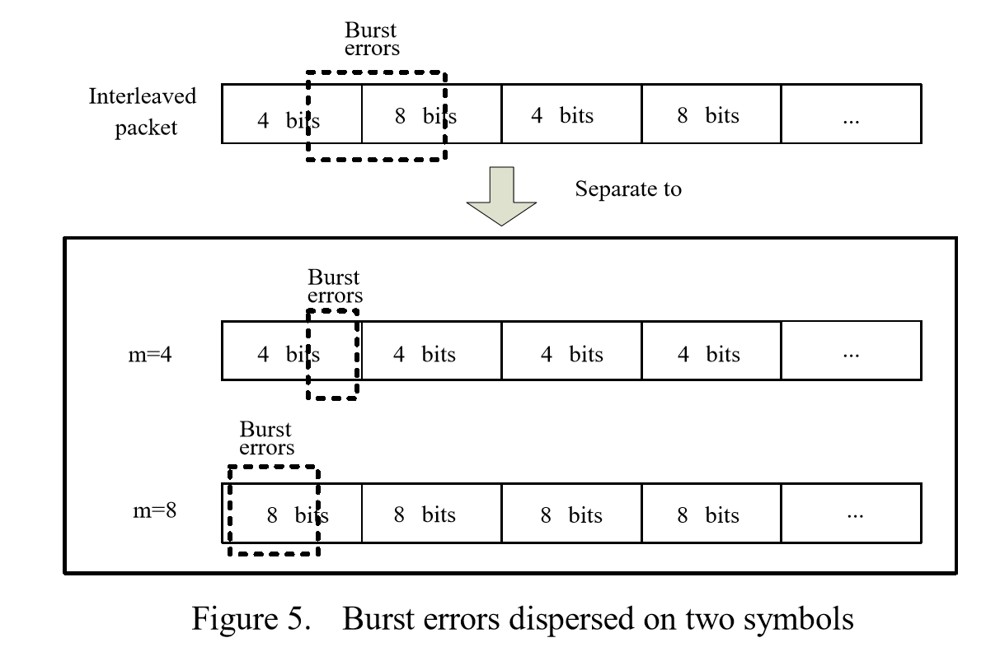 Burst
errors
Interleaved
packet
4 bits 8 bits 4 bits 8 bits ...
Separate to
Burst
errors
m=4 4 bits 4 bits 4 bits 4 bits ...
Burst
errors
m=8 8 bits 8 bits 8 bits 8 bits ...
Figure 5. Burst errors dispersed on two symbols